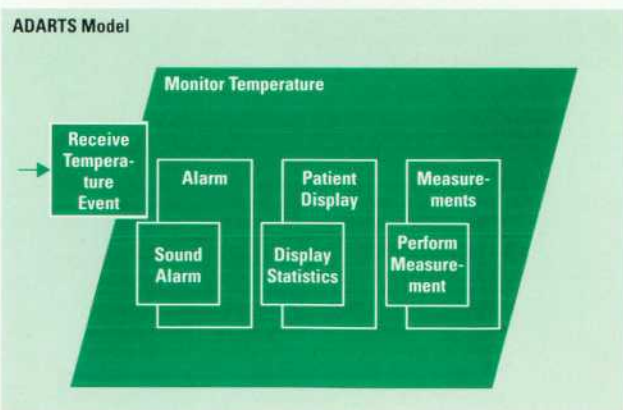 ADARTS Model
Monitor Temperature
Receive
Tempera-
ture
Event
Alarm
Sound
Alarm
Patient
Display
Display
Statistics
Measure-
ments
Perform
Measure-
ment